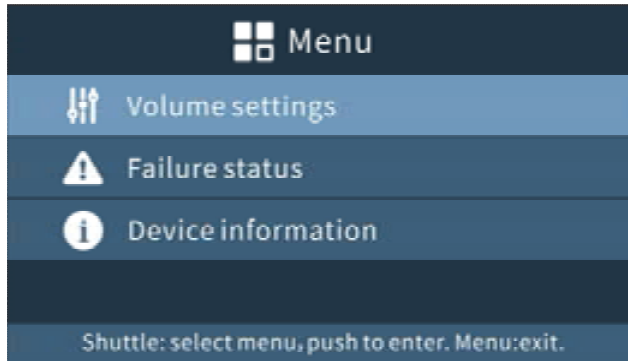 Menu
Volume settings
Failure status
Device information
Shuttle: select menu, push to enter. Menu:exit.